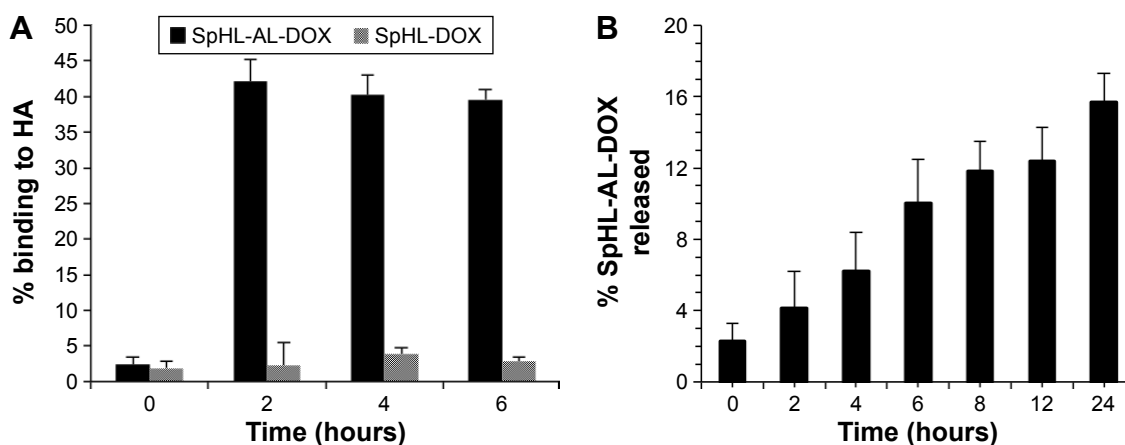 A
SpHL-AL-DOX SpHL-DOX
% binding to HA
50
45
40
35
30
25
20
15
10
5
0
0 2 4 6
Time (hours)
B
% SpHL-AL-DOX
released
20
16
12
8
4
0
0 2 4 6 8 12 24
Time (hours)